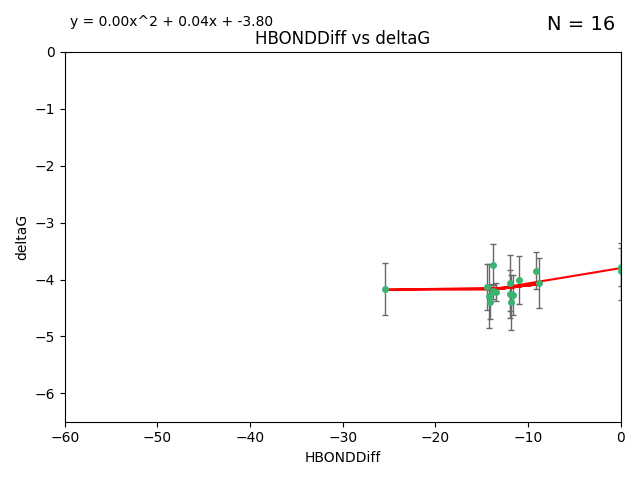 y = 0.00x^2 + 0.04x + -3.80
N = 16
HBONDDiff vs deltaG
0
−1
−2
−3
−4
−5
−6
deltaG
−60
−50
−40
−30
−20
−10
0
HBONDDiff